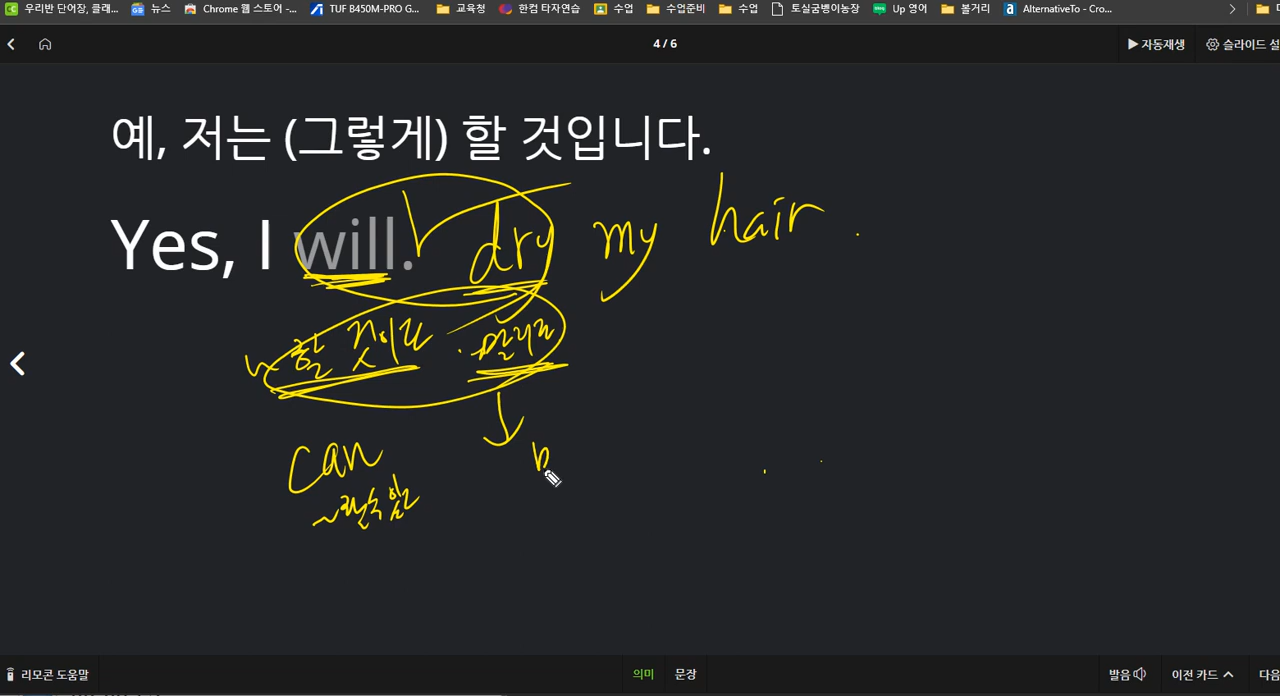 우리반 단어장, 클래... 뉴스 Chrome 웹 스토어 -... TUF B450M-PRO G... 교육청 한컴 타자연습 수업 수업준비 수업 토실굼벵이농장 Up 영어 볼거리 AlternativeTo - Cro...
4 / 6 자동재생 슬라이드 설
예, 저는 (그렇게) 할 것입니다.
Yes, I will. dry my hair.
~할 것이다 말리다
can
~할 수 있다
리모콘 도움말 의미 문장 발음 이전 카드 다음